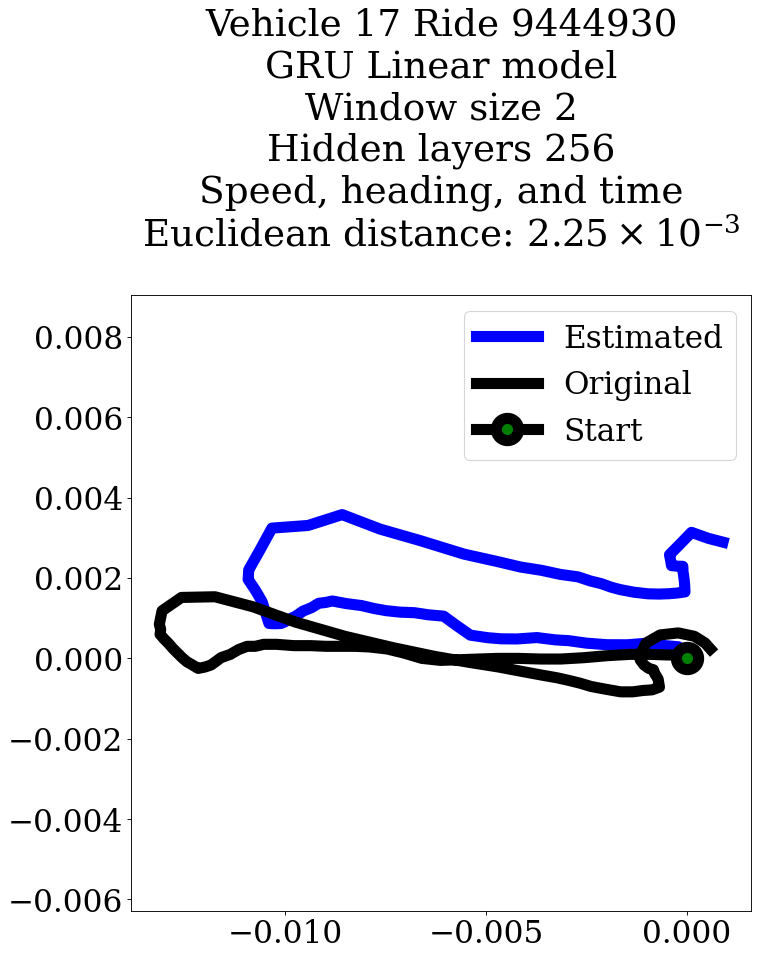 Vehicle 17 Ride 9444930
GRU Linear model
Window size 2
Hidden layers 256
Speed, heading, and time
Euclidean distance: 2.25 × 10⁻³
Estimated
Original
Start
0.008
0.006
0.004
0.002
0.000
−0.002
−0.004
−0.006
−0.010 −0.005 0.000